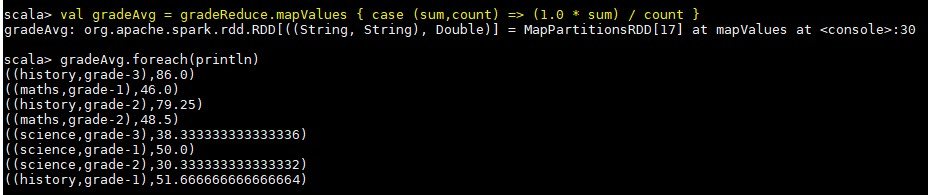 scala> val gradeAvg = gradeReduce.mapValues { case (sum,count) => (1.0 * sum) / count }
gradeAvg: org.apache.spark.rdd.RDD[((String, String), Double)] = MapPartitionsRDD[17] at mapValues at <console>:30
scala> gradeAvg.foreach(println)
((history,grade-3),86.0)
((maths,grade-1),46.0)
((history,grade-2),79.25)
((maths,grade-2),48.5)
((science,grade-3),38.333333333333336)
((science,grade-1),50.0)
((science,grade-2),30.333333333333332)
((history,grade-1),51.666666666666664)